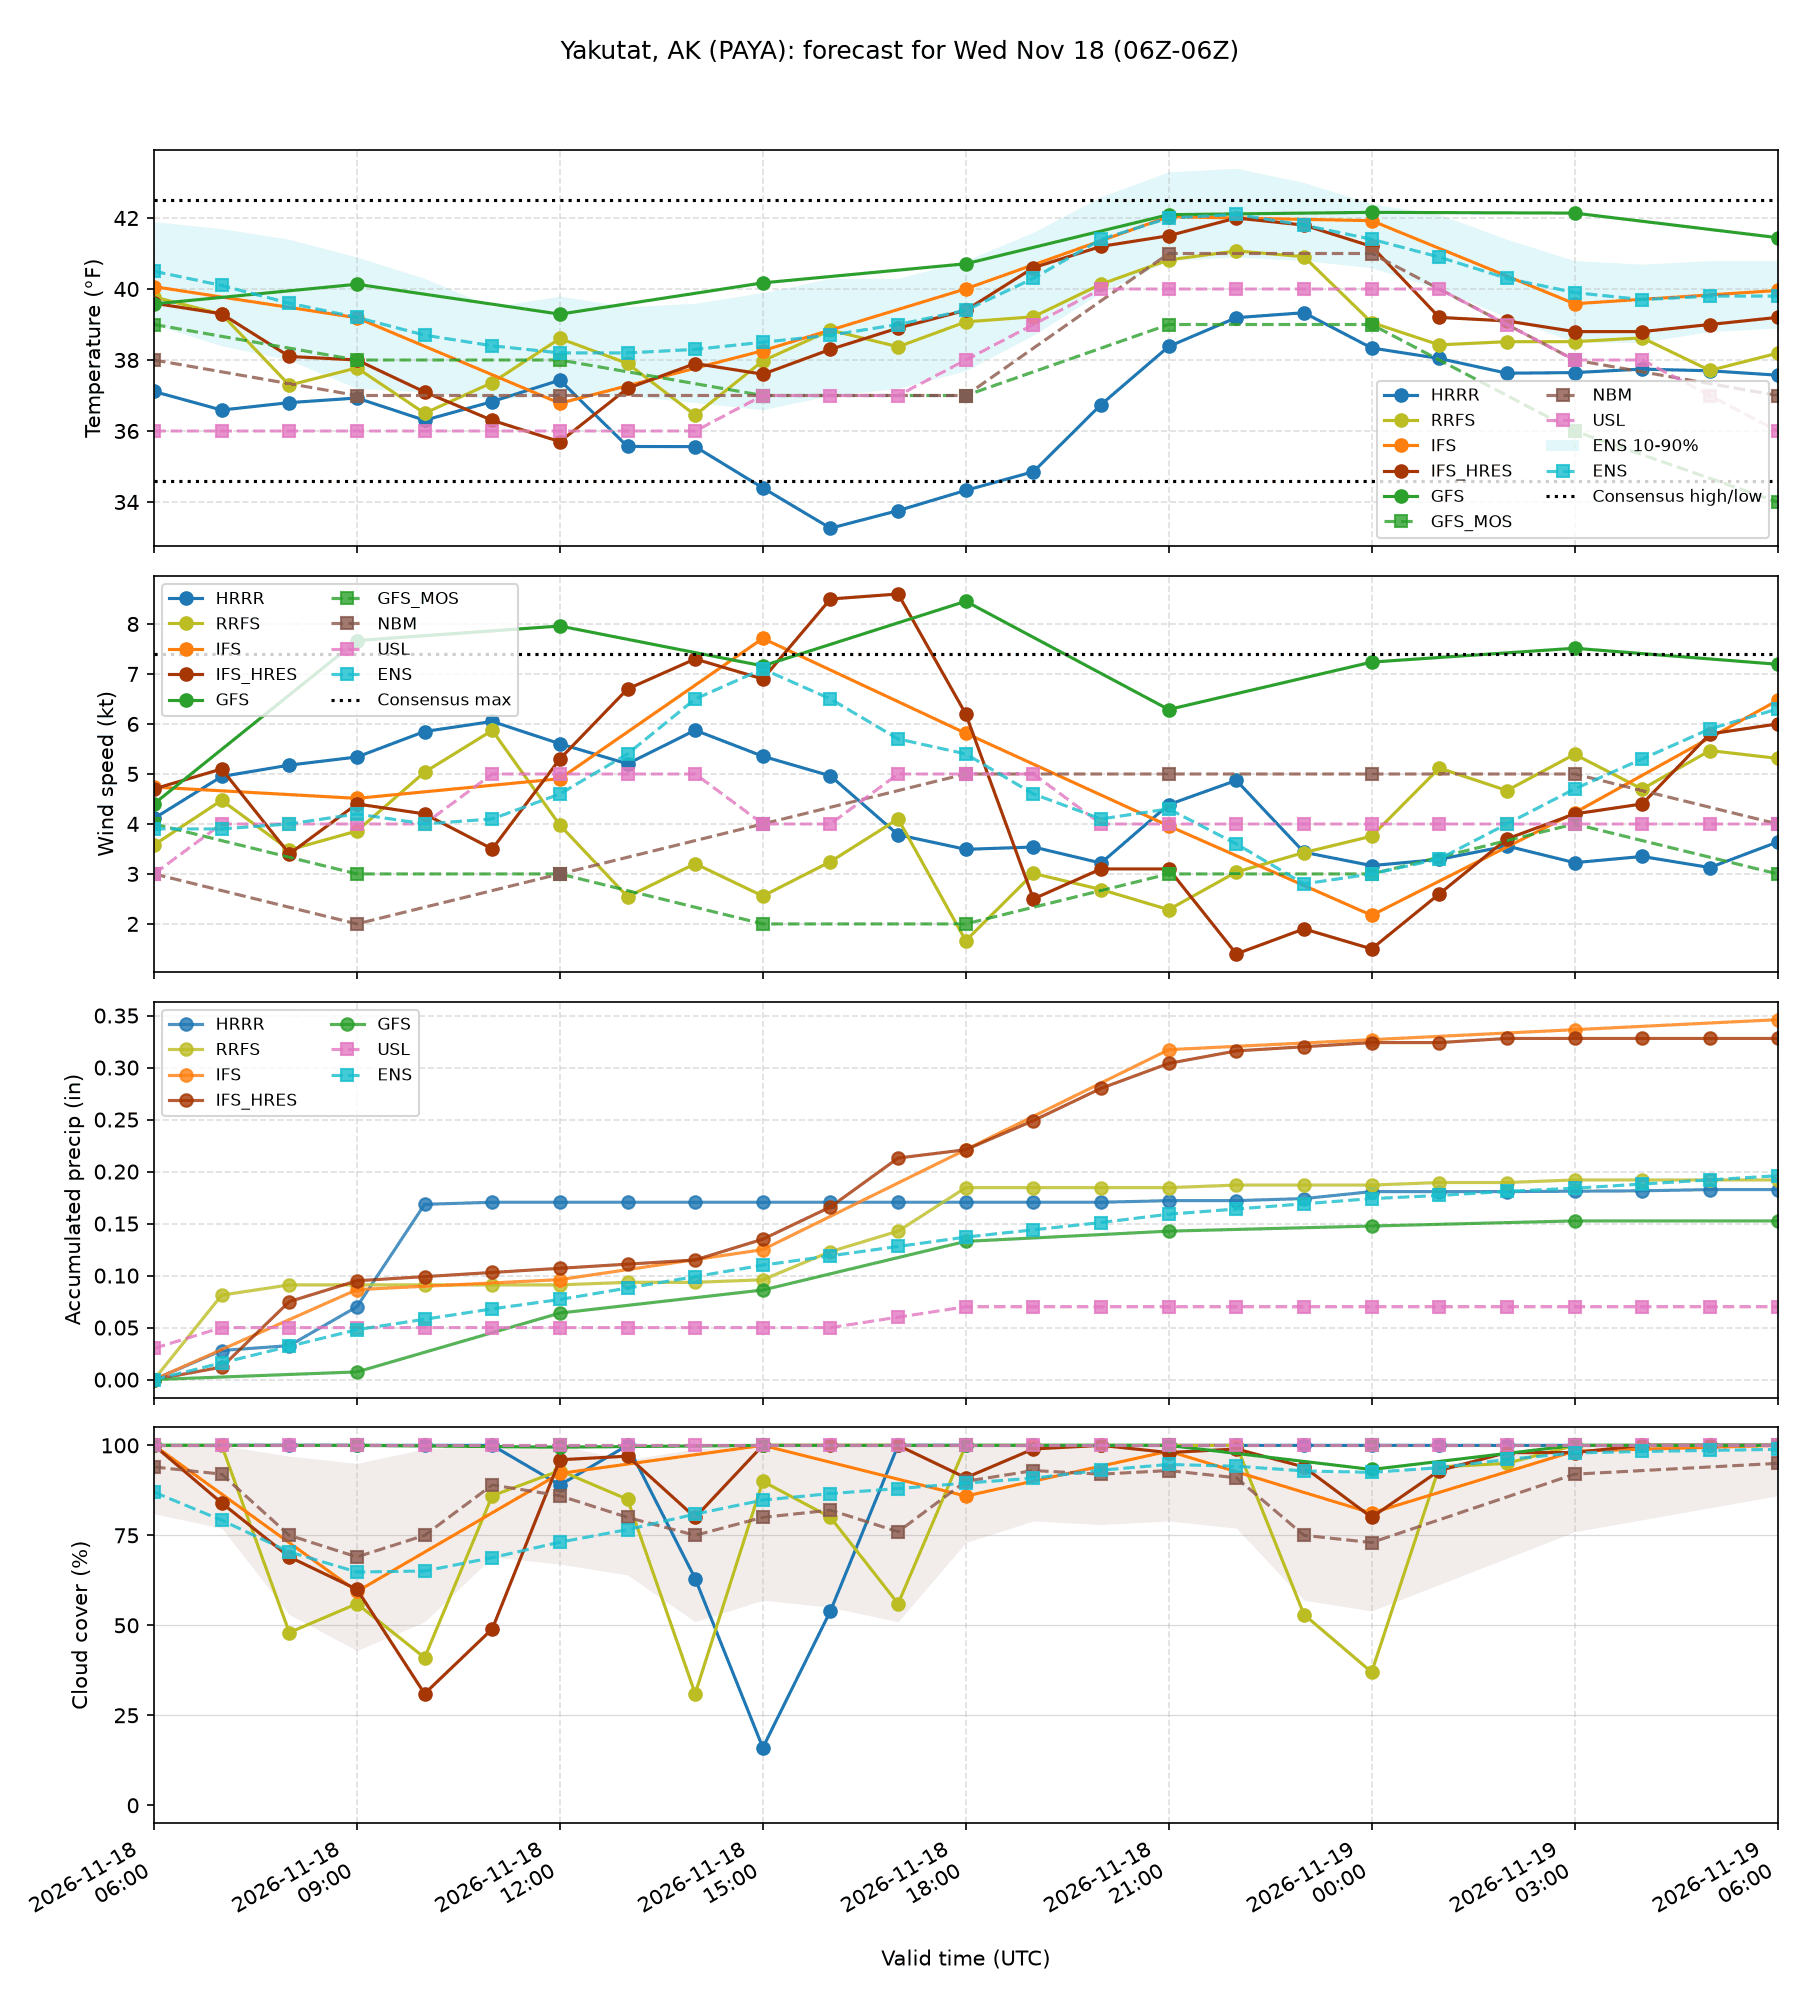 Yakutat, AK (PAYA): forecast for Wed Nov 18 (06Z-06Z)
Temperature (°F)
42
40
38
36
34
HRRR
RRFS
IFS
IFS_HRES
GFS
GFS_MOS
NBM
USL
ENS 10-90%
ENS
Consensus high/low
Wind speed (kt)
8
7
6
5
4
3
2
HRRR
RRFS
IFS
IFS_HRES
GFS
GFS_MOS
NBM
USL
ENS
Consensus max
Accumulated precip (in)
0.35
0.30
0.25
0.20
0.15
0.10
0.05
0.00
HRRR
RRFS
IFS
IFS_HRES
GFS
USL
ENS
Cloud cover (%)
100
75
50
25
0
2026-11-18
06:00
2026-11-18
09:00
2026-11-18
12:00
2026-11-18
15:00
2026-11-18
18:00
2026-11-18
21:00
2026-11-19
00:00
2026-11-19
03:00
2026-11-19
06:00
Valid time (UTC)